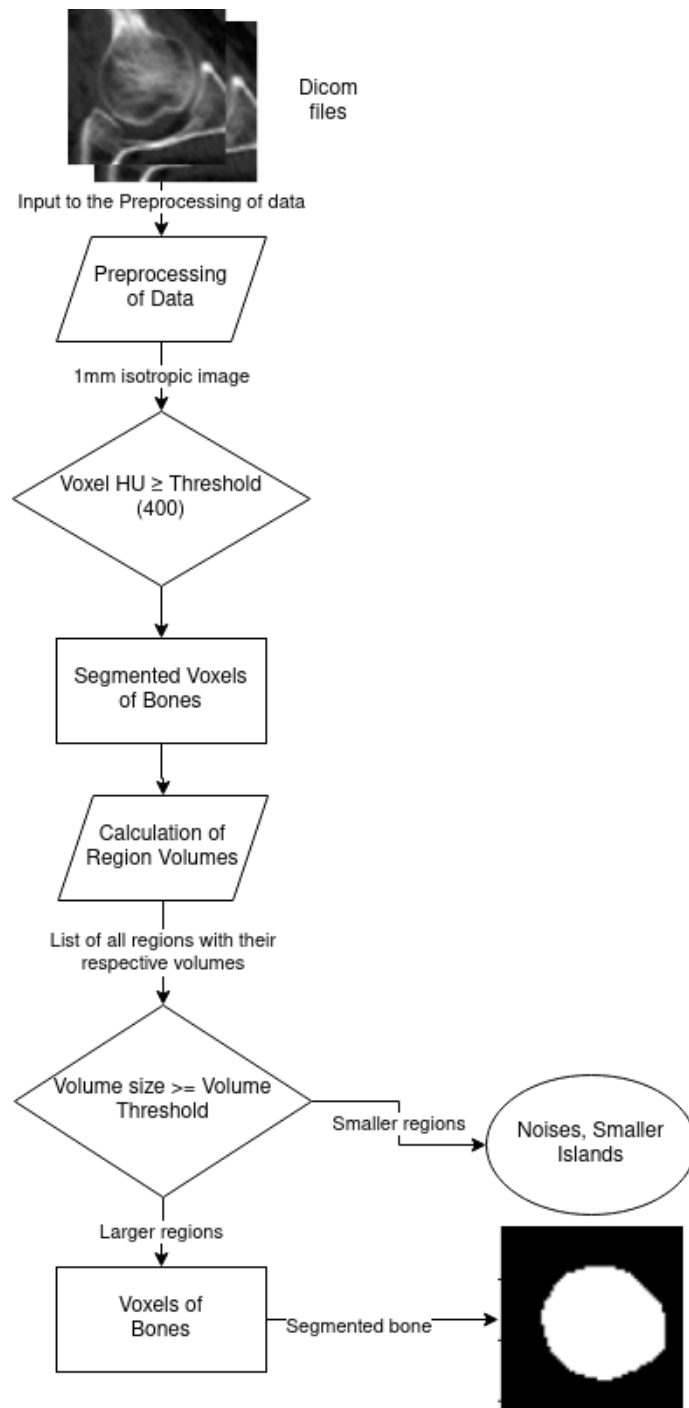 Dicom
files
Input to the Preprocessing of data
Preprocessing
of Data
1mm isotropic image
Voxel HU ≥ Threshold
(400)
Segmented Voxels
of Bones
Calculation of
Region Volumes
List of all regions with their
respective volumes
Volume size >= Volume
Threshold
Smaller regions
Noises, Smaller
Islands
Larger regions
Voxels of
Bones
Segmented bone